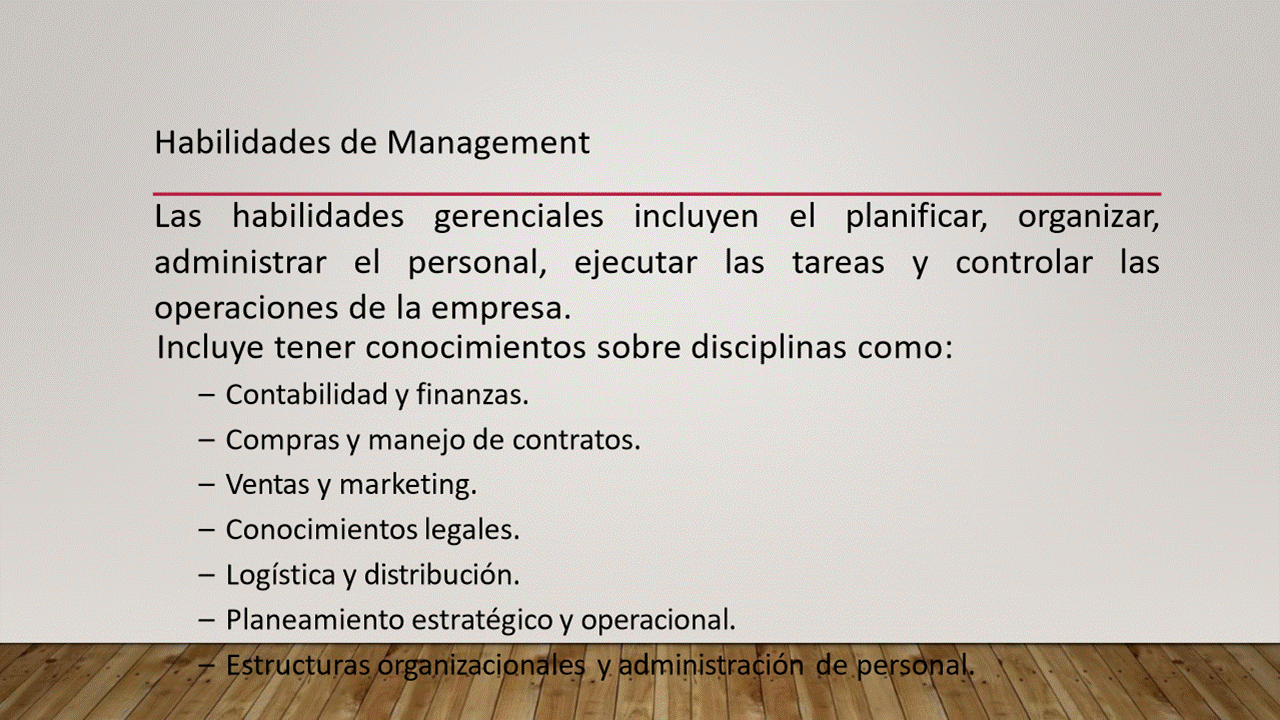 Habilidades de Management
Las habilidades gerenciales incluyen el planificar, organizar,
administrar el personal, ejecutar las tareas y controlar las
operaciones de la empresa.
Incluye tener conocimientos sobre disciplinas como:
– Contabilidad y finanzas.
– Compras y manejo de contratos.
– Ventas y marketing.
– Conocimientos legales.
– Logística y distribución.
– Planeamiento estratégico y operacional.
– Estructuras organizacionales y administración de personal.